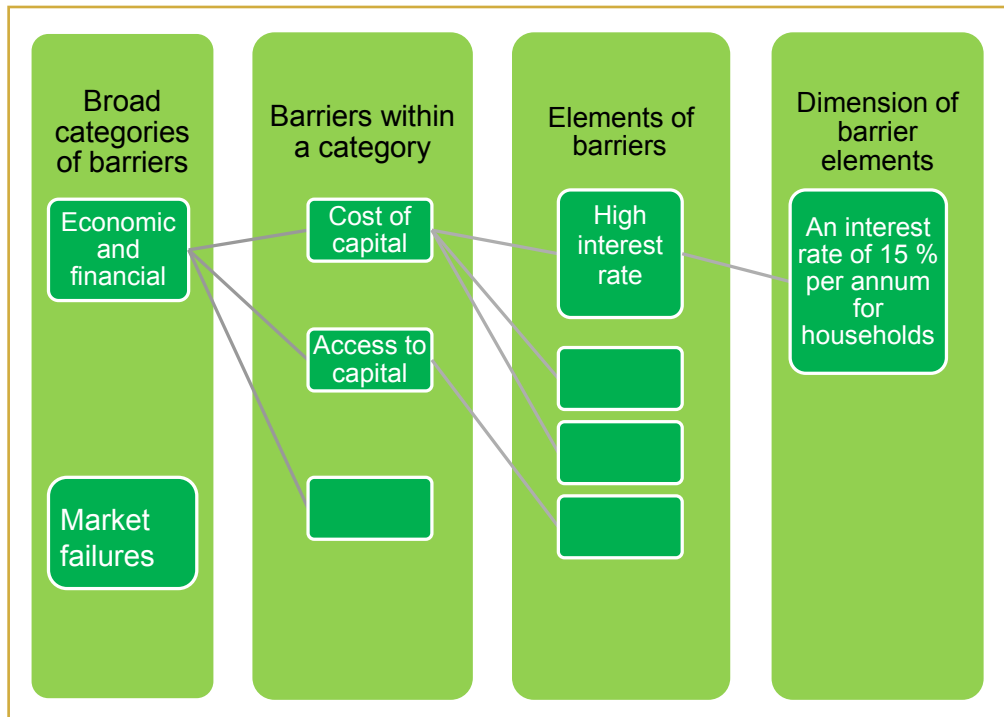 Broad
categories
of barriers
Economic
and
financial
Market
failures
Barriers within
a category
Cost of
capital
Access to
capital
Elements of
barriers
High
interest
rate
Dimension of
barrier
elements
An interest
rate of 15 %
per annum
for
households